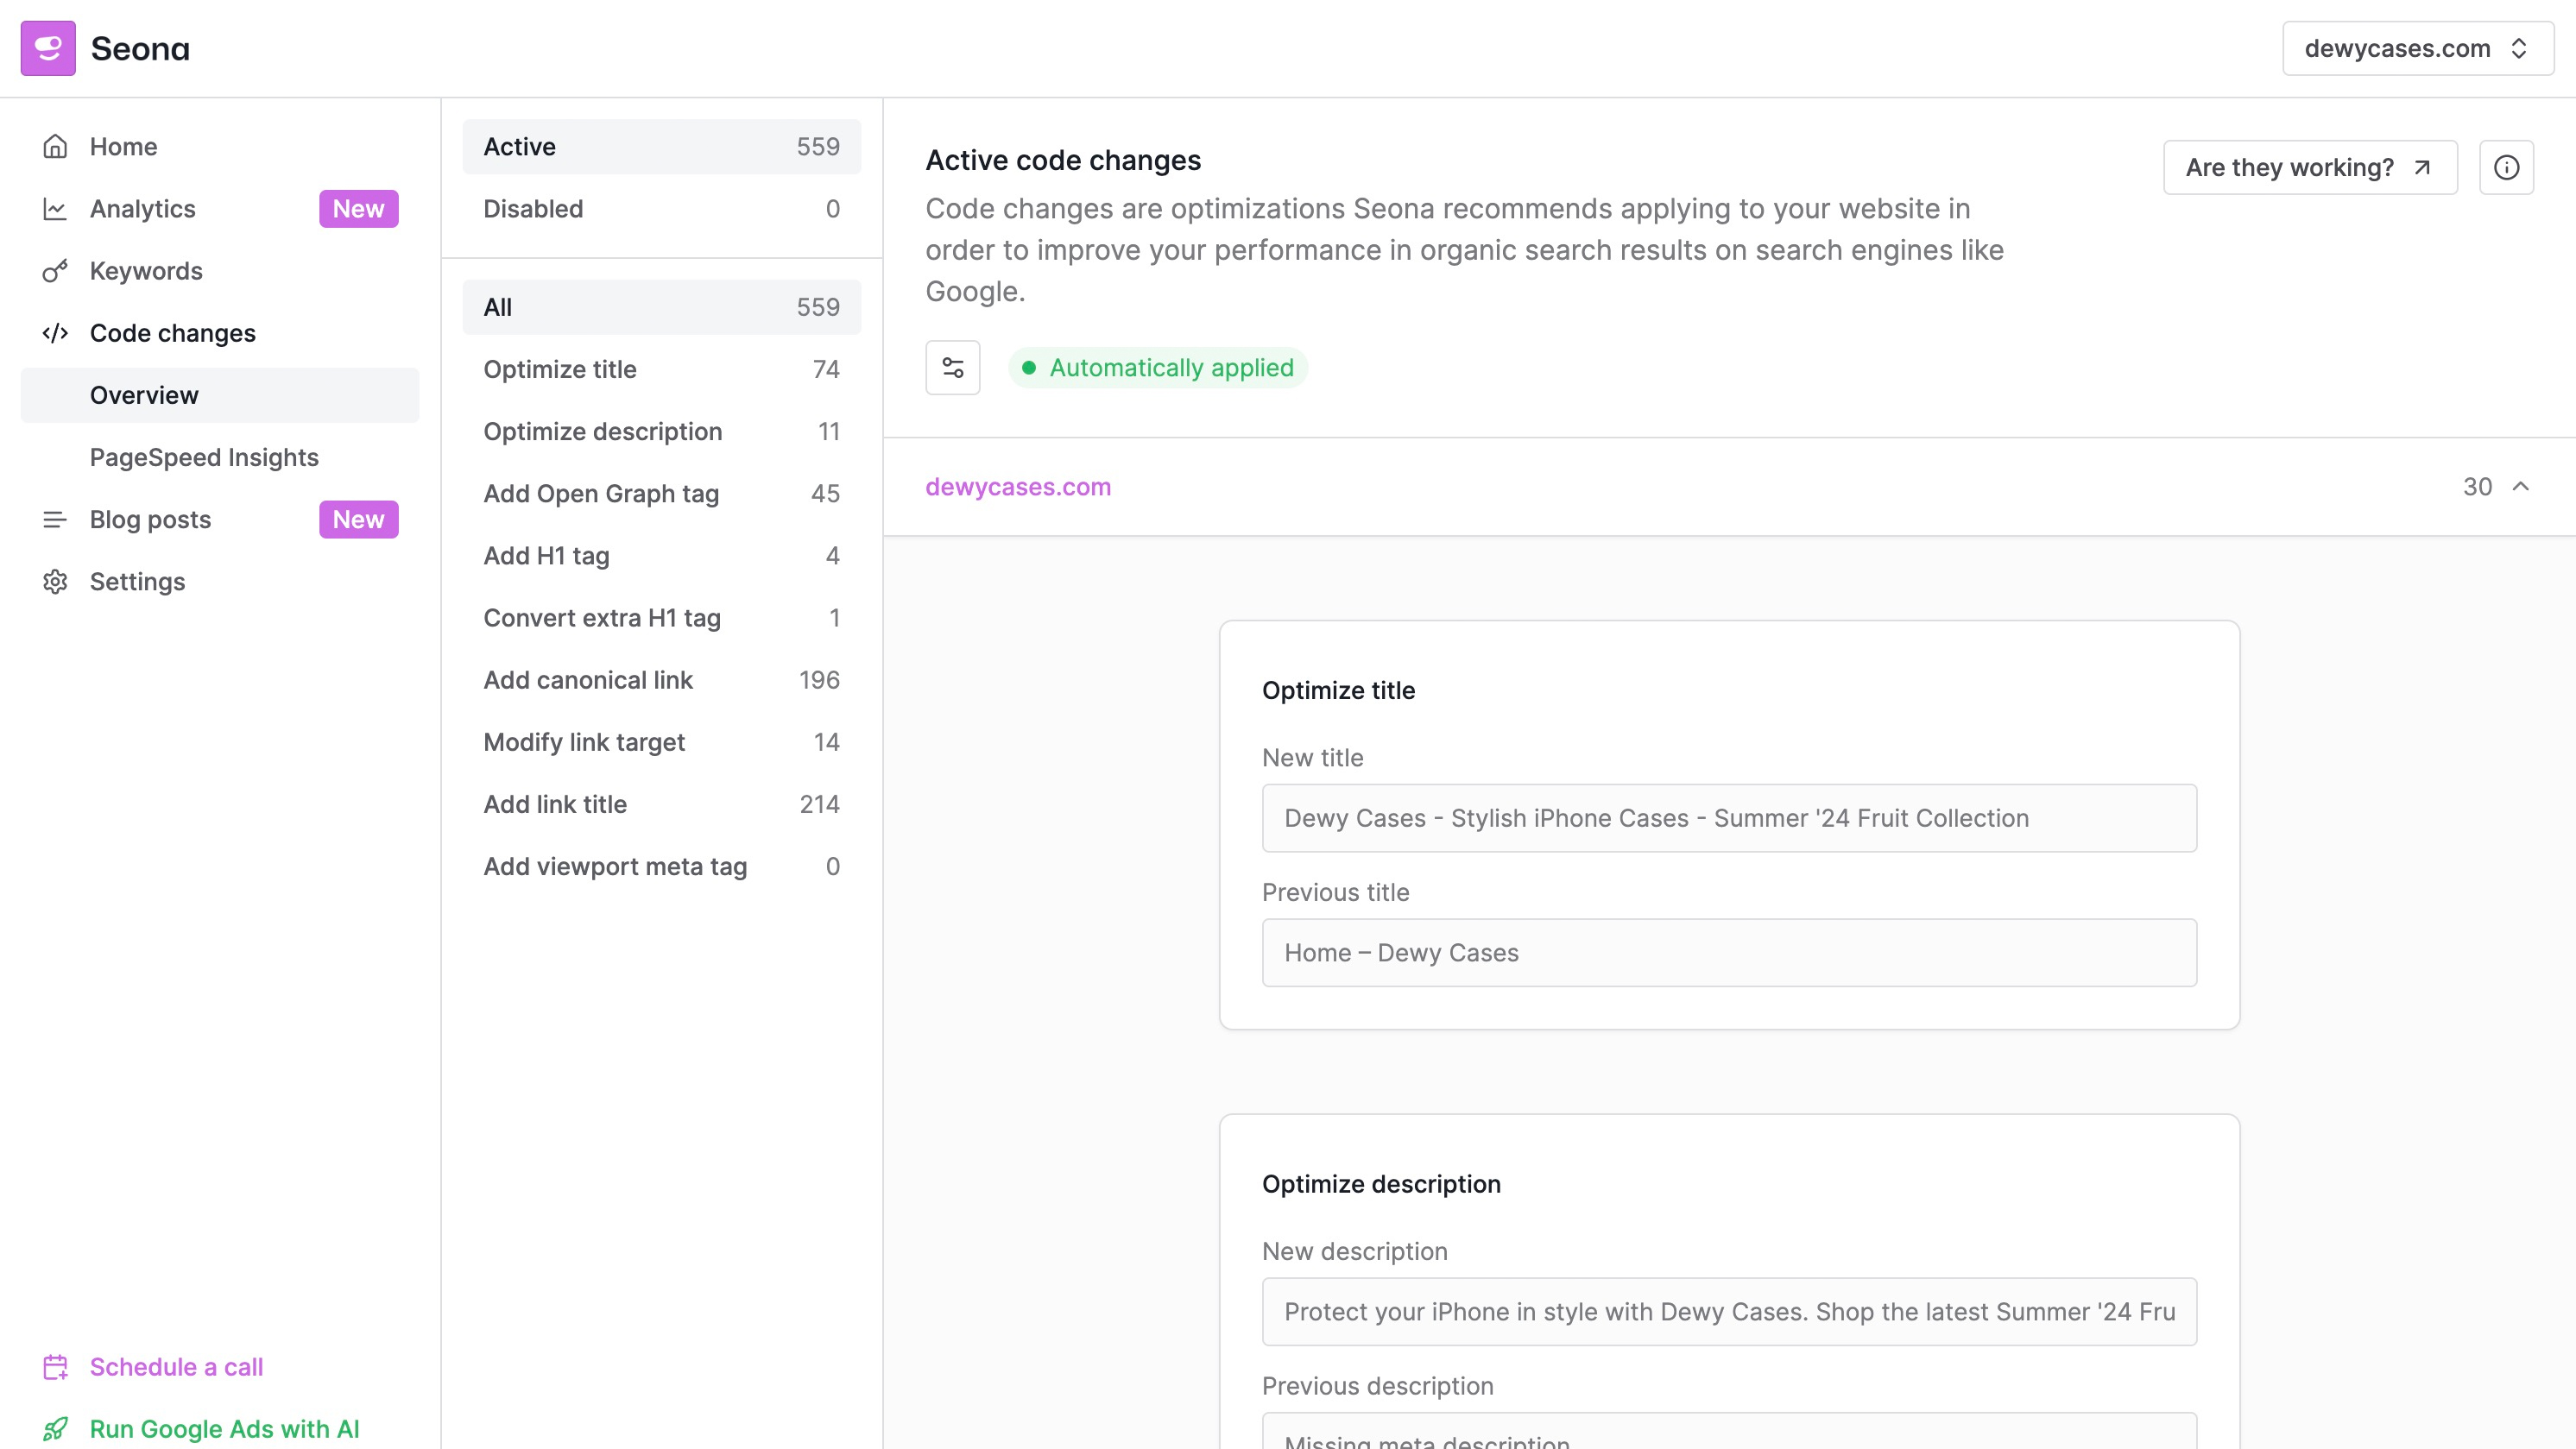 Seona
dewycases.com
Home
Analytics New
Keywords
Code changes
Overview
PageSpeed Insights
Blog posts New
Settings
Schedule a call
Run Google Ads with AI
Active 559
Disabled 0
All 559
Optimize title 74
Optimize description 11
Add Open Graph tag 45
Add H1 tag 4
Convert extra H1 tag 1
Add canonical link 196
Modify link target 14
Add link title 214
Add viewport meta tag 0
Active code changes
Code changes are optimizations Seona recommends applying to your website in
order to improve your performance in organic search results on search engines like
Google.
Are they working?
Automatically applied
dewycases.com 30
Optimize title
New title
Dewy Cases - Stylish iPhone Cases - Summer '24 Fruit Collection
Previous title
Home – Dewy Cases
Optimize description
New description
Protect your iPhone in style with Dewy Cases. Shop the latest Summer '24 Fru
Previous description
Missing meta description